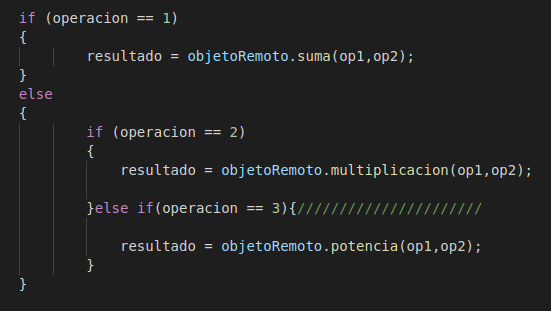 if (operacion == 1)
{
resultado = objetoRemoto.suma(op1,op2);
}
else
{
if (operacion == 2)
{
resultado = objetoRemoto.multiplicacion(op1,op2);
}else if(operacion == 3){//////////////////////
resultado = objetoRemoto.potencia(op1,op2);
}
}